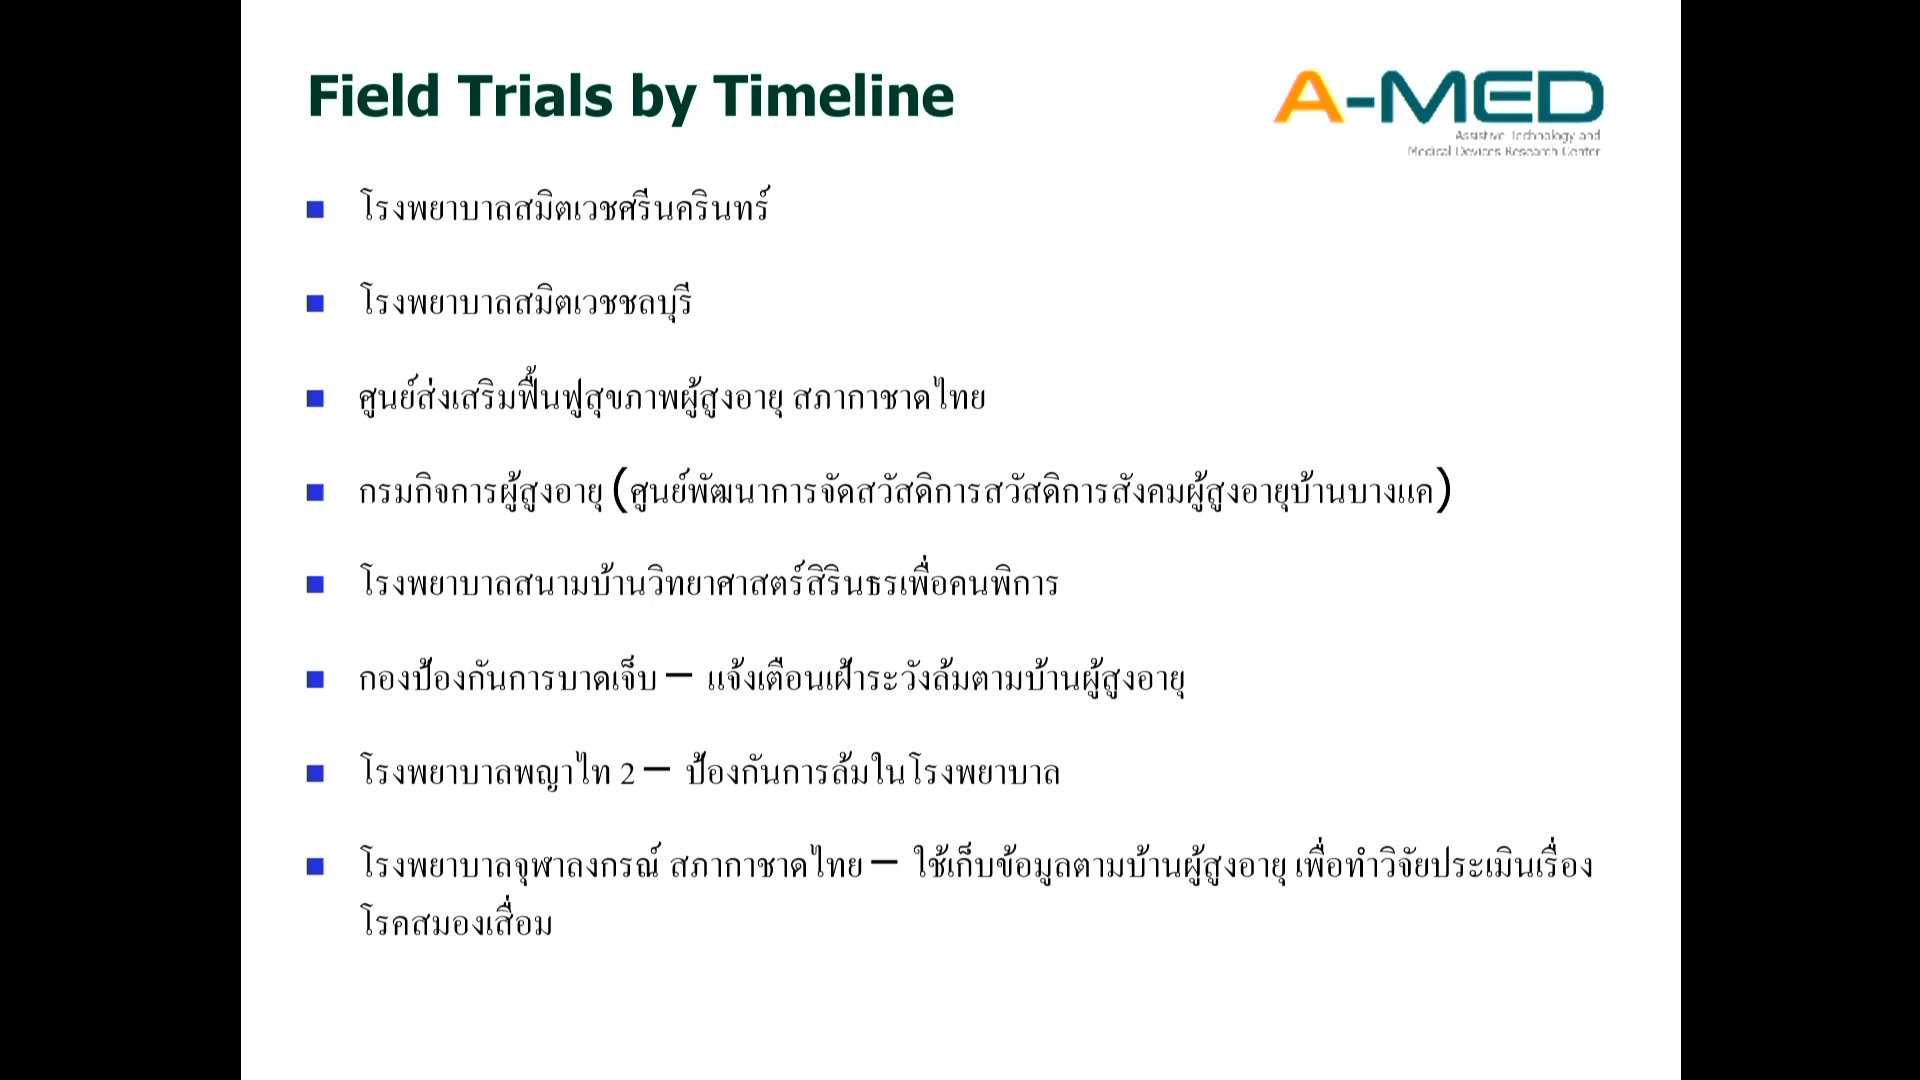 Field Trials by Timeline
A-MED
Assistive Technology and
Medical Devices Research Center
โรงพยาบาลสมิตเวชศรีนครินทร์
โรงพยาบาลสมิตเวชชลบุรี
ศูนย์ส่งเสริมฟื้นฟูสุขภาพผู้สูงอายุ สภากาชาดไทย
กรมกิจการผู้สูงอายุ (ศูนย์พัฒนาการจัดสวัสดิการสวัสดิการสังคมผู้สูงอายุบ้านบางแค)
โรงพยาบาลสนามบ้านวิทยาศาสตร์สิรินธรเพื่อคนพิการ
กองป้องกันการบาดเจ็บ – แจ้งเตือนเฝ้าระวังล้มตามบ้านผู้สูงอายุ
โรงพยาบาลพญาไท 2 – ป้องกันการล้มในโรงพยาบาล
โรงพยาบาลจุฬาลงกรณ์ สภากาชาดไทย – ใช้เก็บข้อมูลตามบ้านผู้สูงอายุ เพื่อทำวิจัยประเมินเรื่อง
โรคสมองเสื่อม